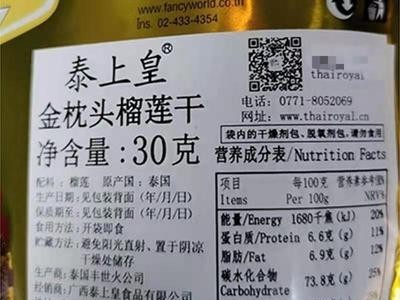 www.fancyworld.co.th
Tel. 02-433-4354
泰上皇®
金枕头榴莲干
净含量:30克
配料:榴莲 原产国:泰国
生产日期:见包装背面(年/月/日)
保质期至:见包装背面(年/月/日)
食用方法:开袋即食
贮藏方法:避免阳光直射、置于阴凉
干燥处储存
生产商:泰国丰世火公司
经销商:广西泰上皇食品有限公司
thairoyal
电话:0771-8052069
网址:www.thairoyal.cn
袋内的干燥剂包、脱氧剂包,请勿食用
营养成分表/Nutrition Facts
项目 每100克 营养素参考值%
Items Per 100g NRV%
能量/Energy 1680千焦(kJ) 20%
蛋白质/Protein 6.6克(g) 11%
脂肪/Fat 6.9克(g) 12%
碳水化合物 73.8克(g) 25%
Carbohydrate